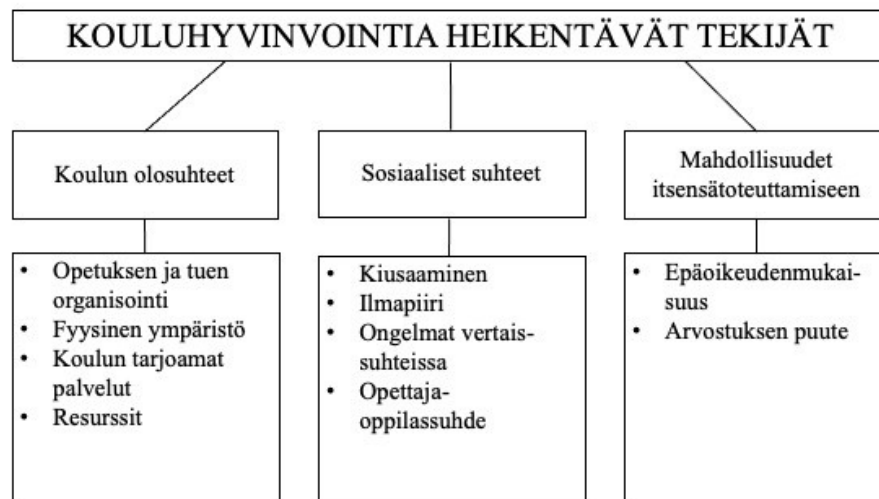 KOULUHYVINVOINTIA HEIKENTÄVÄT TEKIJÄT
Koulun olosuhteet
Sosiaaliset suhteet
Mahdollisuudet
itsensätoteuttamiseen
• Opetuksen ja tuen
organisointi
• Fyysinen ympäristö
• Koulun tarjoamat
palvelut
• Resurssit
• Kiusaaminen
• Ilmapiiri
• Ongelmat vertais-
suhteissa
• Opettaja-
oppilassuhde
• Epäoikeudenmukai-
suus
• Arvostuksen puute